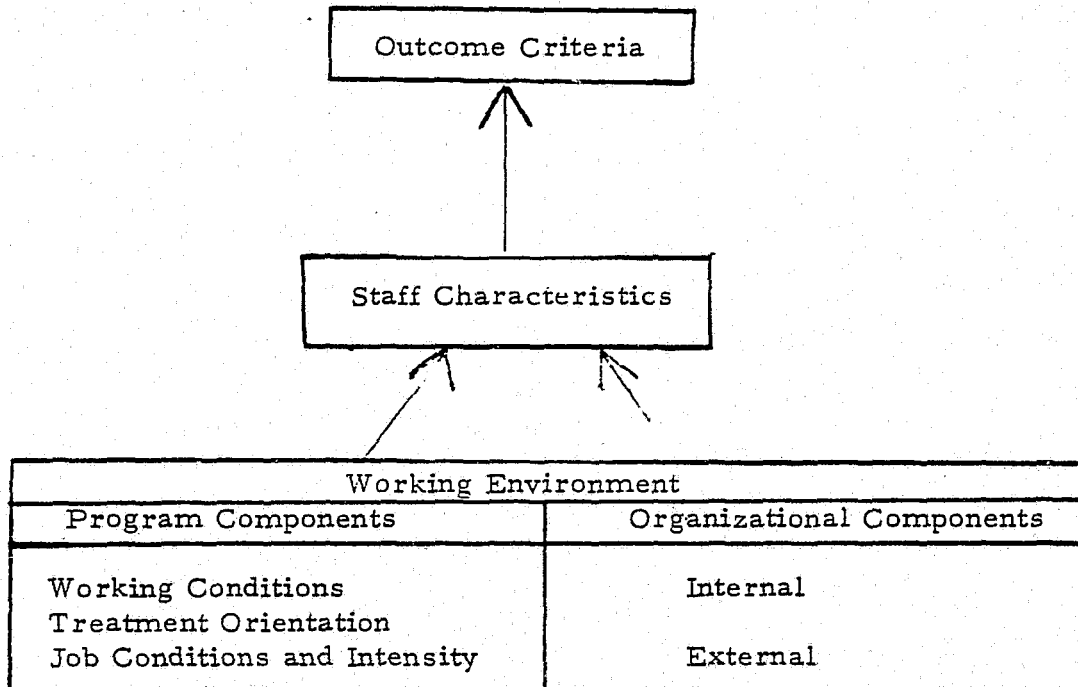 Outcome Criteria
Staff Characteristics
Working Environment
Program Components
Organizational Components
Working Conditions
Treatment Orientation
Job Conditions and Intensity
Internal
External